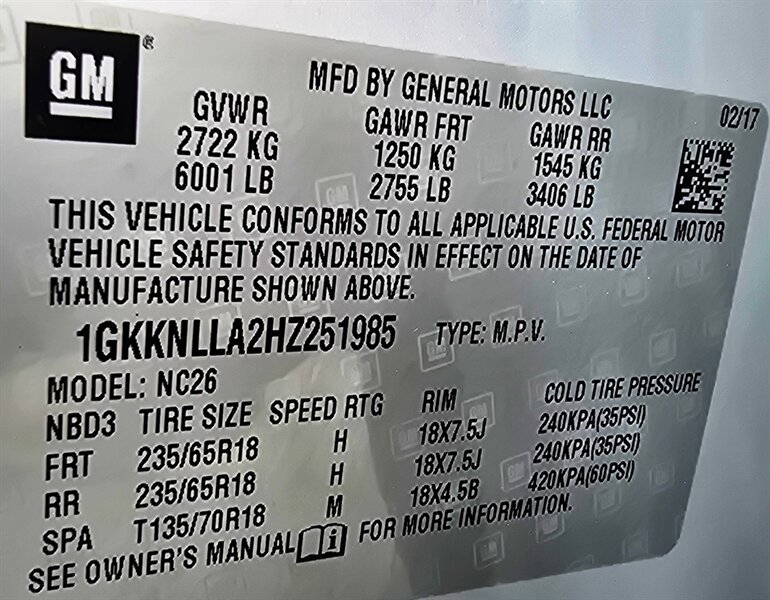 GM ®
MFD BY GENERAL MOTORS LLC 02/17
GVWR GAWR FRT GAWR RR
2722 KG 1250 KG 1545 KG
6001 LB 2755 LB 3406 LB
THIS VEHICLE CONFORMS TO ALL APPLICABLE U.S. FEDERAL MOTOR
VEHICLE SAFETY STANDARDS IN EFFECT ON THE DATE OF
MANUFACTURE SHOWN ABOVE.
1GKKNLLA2HZ251985 TYPE: M.P.V.
MODEL: NC26
NBD3 TIRE SIZE SPEED RTG RIM COLD TIRE PRESSURE
FRT 235/65R18 H 18X7.5J 240KPA(35PSI)
RR 235/65R18 H 18X7.5J 240KPA(35PSI)
SPA T135/70R18 M 18X4.5B 420KPA(60PSI)
SEE OWNER'S MANUAL FOR MORE INFORMATION.